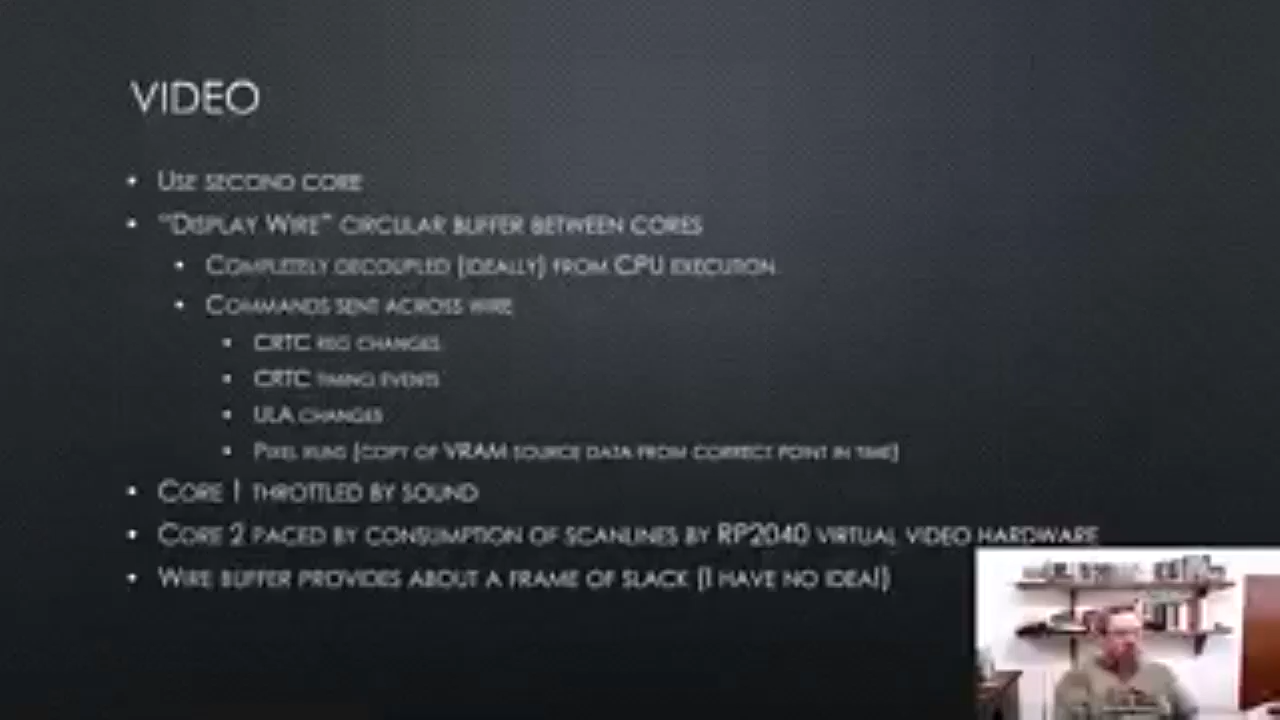 VIDEO
• USE SECOND CORE
• "DISPLAY WIRE" CIRCULAR BUFFER BETWEEN CORES
• COMPLETELY DECOUPLED (IDEALLY) FROM CPU EXECUTION
• COMMANDS SENT ACROSS WIRE
• CRTC REG CHANGES
• CRTC TIMING EVENTS
• ULA CHANGES
• PIXEL RUNS (COPY OF VRAM SOURCE DATA FROM CORRECT POINT IN TIME)
• CORE 1 THROTTLED BY SOUND
• CORE 2 PACED BY CONSUMPTION OF SCANLINES BY RP2040 VIRTUAL VIDEO HARDWARE
• WIRE BUFFER PROVIDES ABOUT A FRAME OF SLACK (I HAVE NO IDEA!)